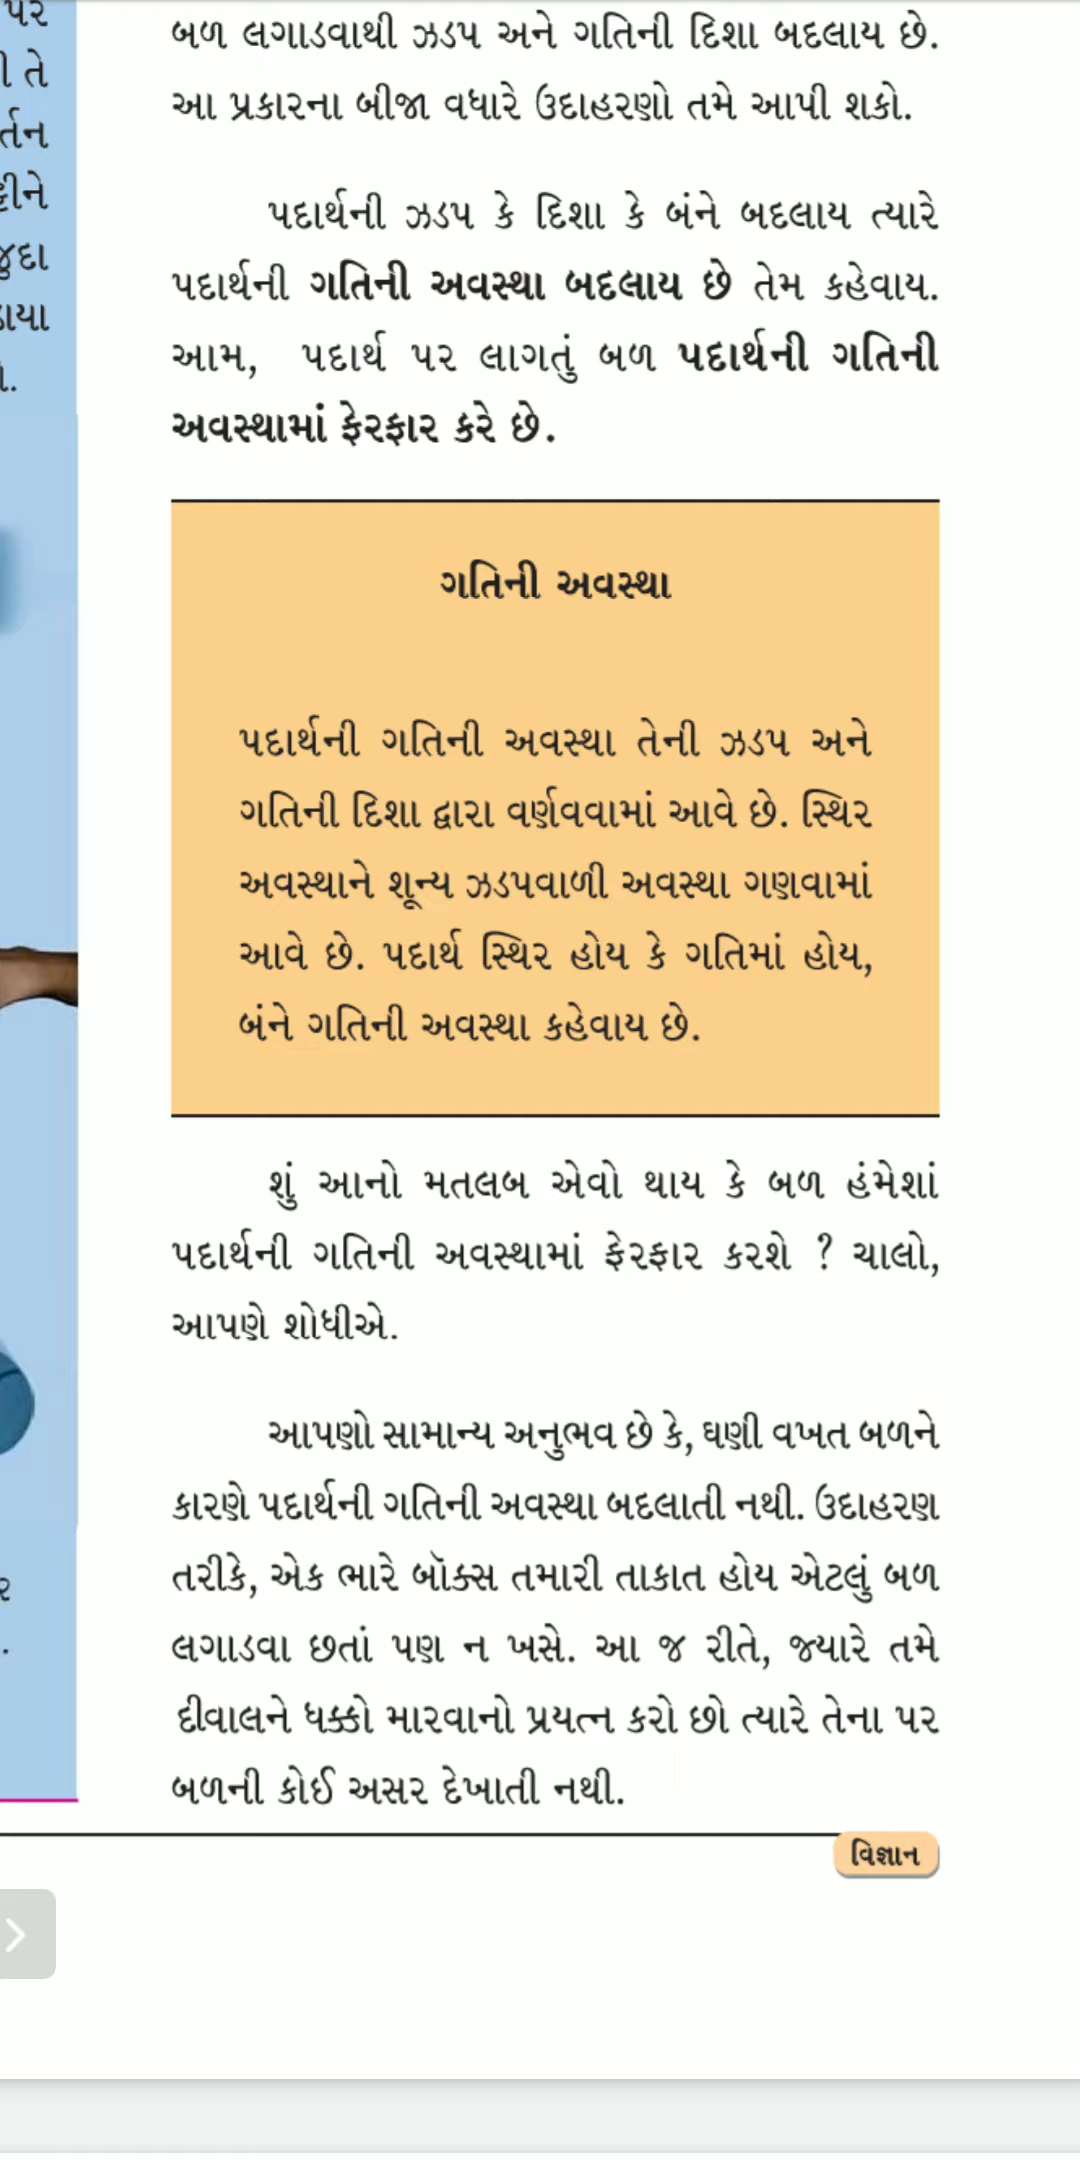 પર
તે
ર્તન
જુદા
બળ લગાડવાથી ઝડપ અને ગતિની દિશા બદલાય છે.
આ પ્રકારના બીજા વધારે ઉદાહરણો તમે આપી શકો.
પદાર્થની ઝડપ કે દિશા કે બંને બદલાય ત્યારે
પદાર્થની ગતિની અવસ્થા બદલાય છે તેમ કહેવાય.
આમ, પદાર્થ પર લાગતું બળ પદાર્થની ગતિની
અવસ્થામાં ફેરફાર કરે છે.
ગતિની અવસ્થા
પદાર્થની ગતિની અવસ્થા તેની ઝડપ અને
ગતિની દિશા દ્વારા વર્ણવવામાં આવે છે. સ્થિર
અવસ્થાને શૂન્ય ઝડપવાળી અવસ્થા ગણવામાં
આવે છે. પદાર્થ સ્થિર હોય કે ગતિમાં હોય,
બંને ગતિની અવસ્થા કહેવાય છે.
શું આનો મતલબ એવો થાય કે બળ હંમેશાં
પદાર્થની ગતિની અવસ્થામાં ફેરફાર કરશે ? ચાલો,
આપણે શોધીએ.
આપણો સામાન્ય અનુભવ છે કે, ઘણી વખત બળને
કારણે પદાર્થની ગતિની અવસ્થા બદલાતી નથી. ઉદાહરણ
તરીકે, એક ભારે બૉક્સ તમારી તાકાત હોય એટલું બળ
લગાડવા છતાં પણ ન ખસે. આ જ રીતે, જ્યારે તમે
દીવાલને ધક્કો મારવાનો પ્રયત્ન કરો છો ત્યારે તેના પર
બળની કોઈ અસર દેખાતી નથી.
વિજ્ઞાન